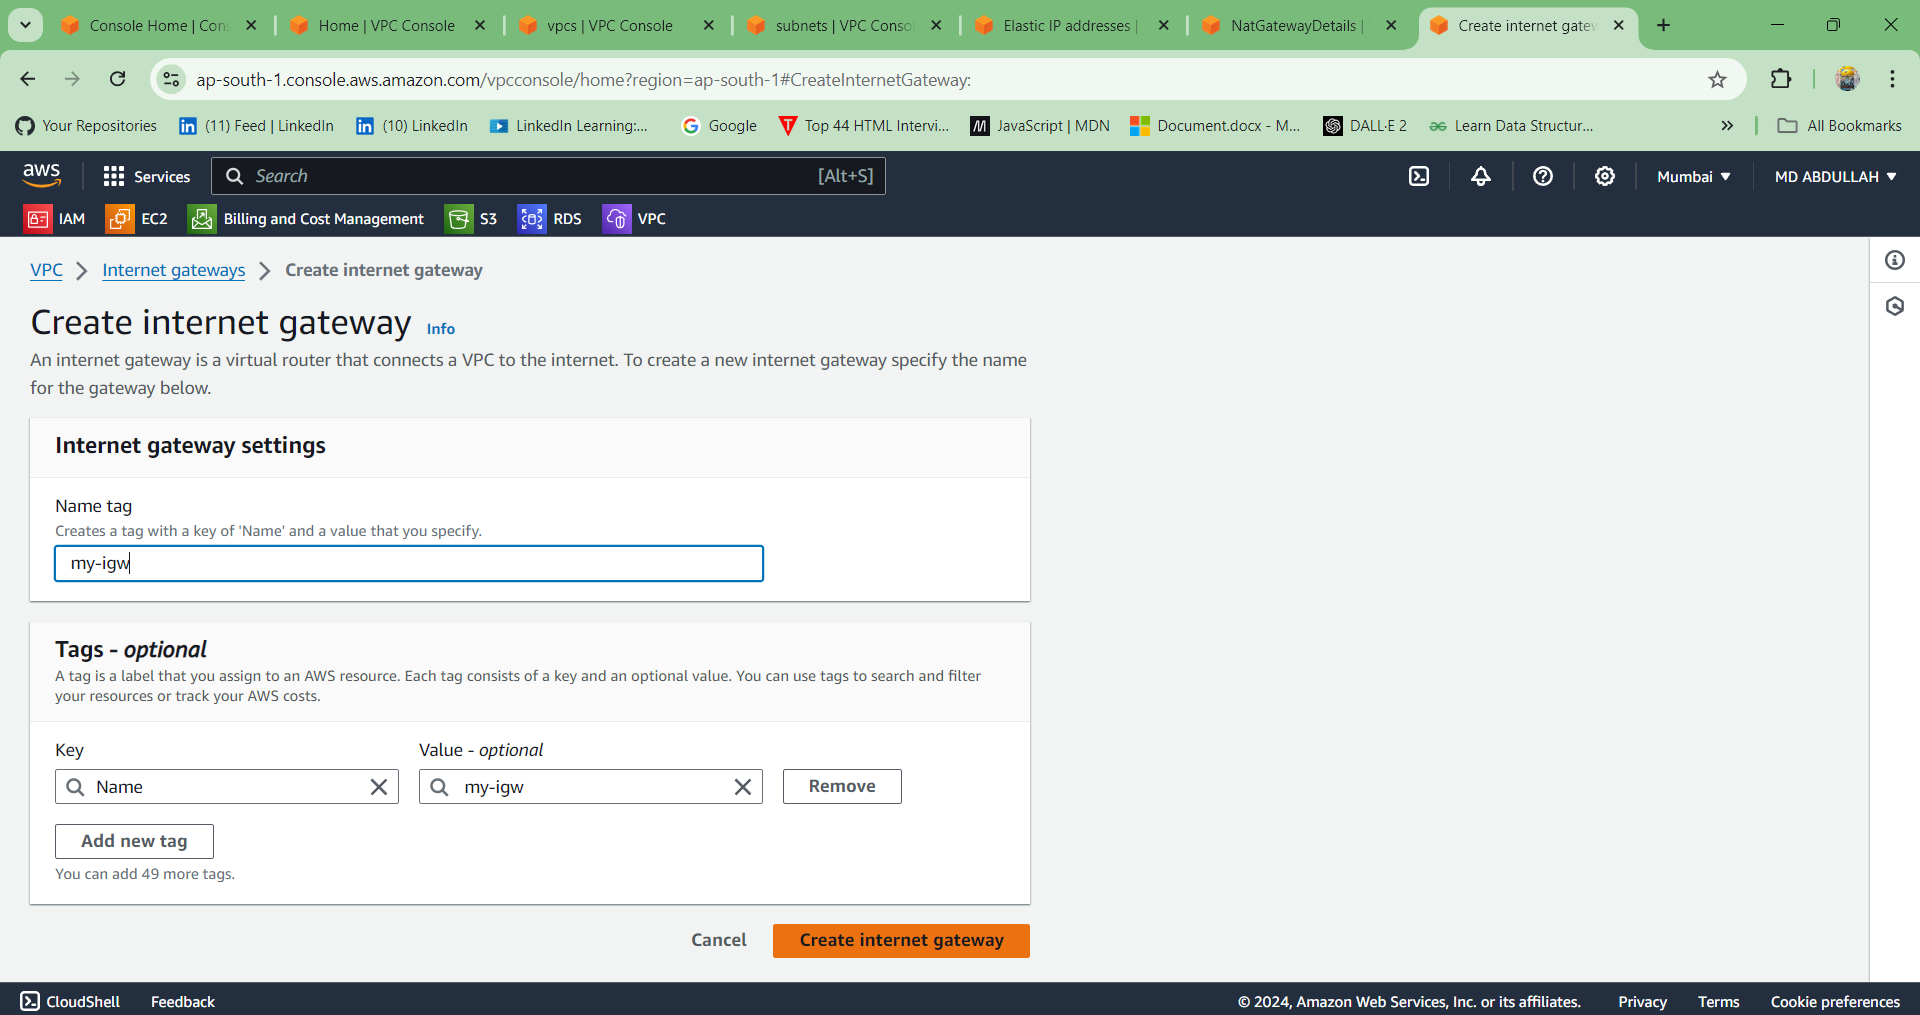 Console Home | Cons
Home | VPC Console
vpcs | VPC Console
subnets | VPC Consol
Elastic IP addresses |
NatGatewayDetails |
Create internet gatew
ap-south-1.console.aws.amazon.com/vpcconsole/home?region=ap-south-1#CreateInternetGateway:
Your Repositories
(11) Feed | LinkedIn
(10) LinkedIn
LinkedIn Learning:...
Google
Top 44 HTML Intervi...
JavaScript | MDN
Document.docx - M...
DALL·E 2
Learn Data Structur...
All Bookmarks
aws
Services
Search
[Alt+S]
Mumbai
MD ABDULLAH
IAM
EC2
Billing and Cost Management
S3
RDS
VPC
VPC
Internet gateways
Create internet gateway
Create internet gateway Info
An internet gateway is a virtual router that connects a VPC to the internet. To create a new internet gateway specify the name
for the gateway below.
Internet gateway settings
Name tag
Creates a tag with a key of 'Name' and a value that you specify.
my-igw
Tags - optional
A tag is a label that you assign to an AWS resource. Each tag consists of a key and an optional value. You can use tags to search and filter
your resources or track your AWS costs.
Key
Value - optional
Name
my-igw
Remove
Add new tag
You can add 49 more tags.
Cancel
Create internet gateway
CloudShell
Feedback
© 2024, Amazon Web Services, Inc. or its affiliates.
Privacy
Terms
Cookie preferences